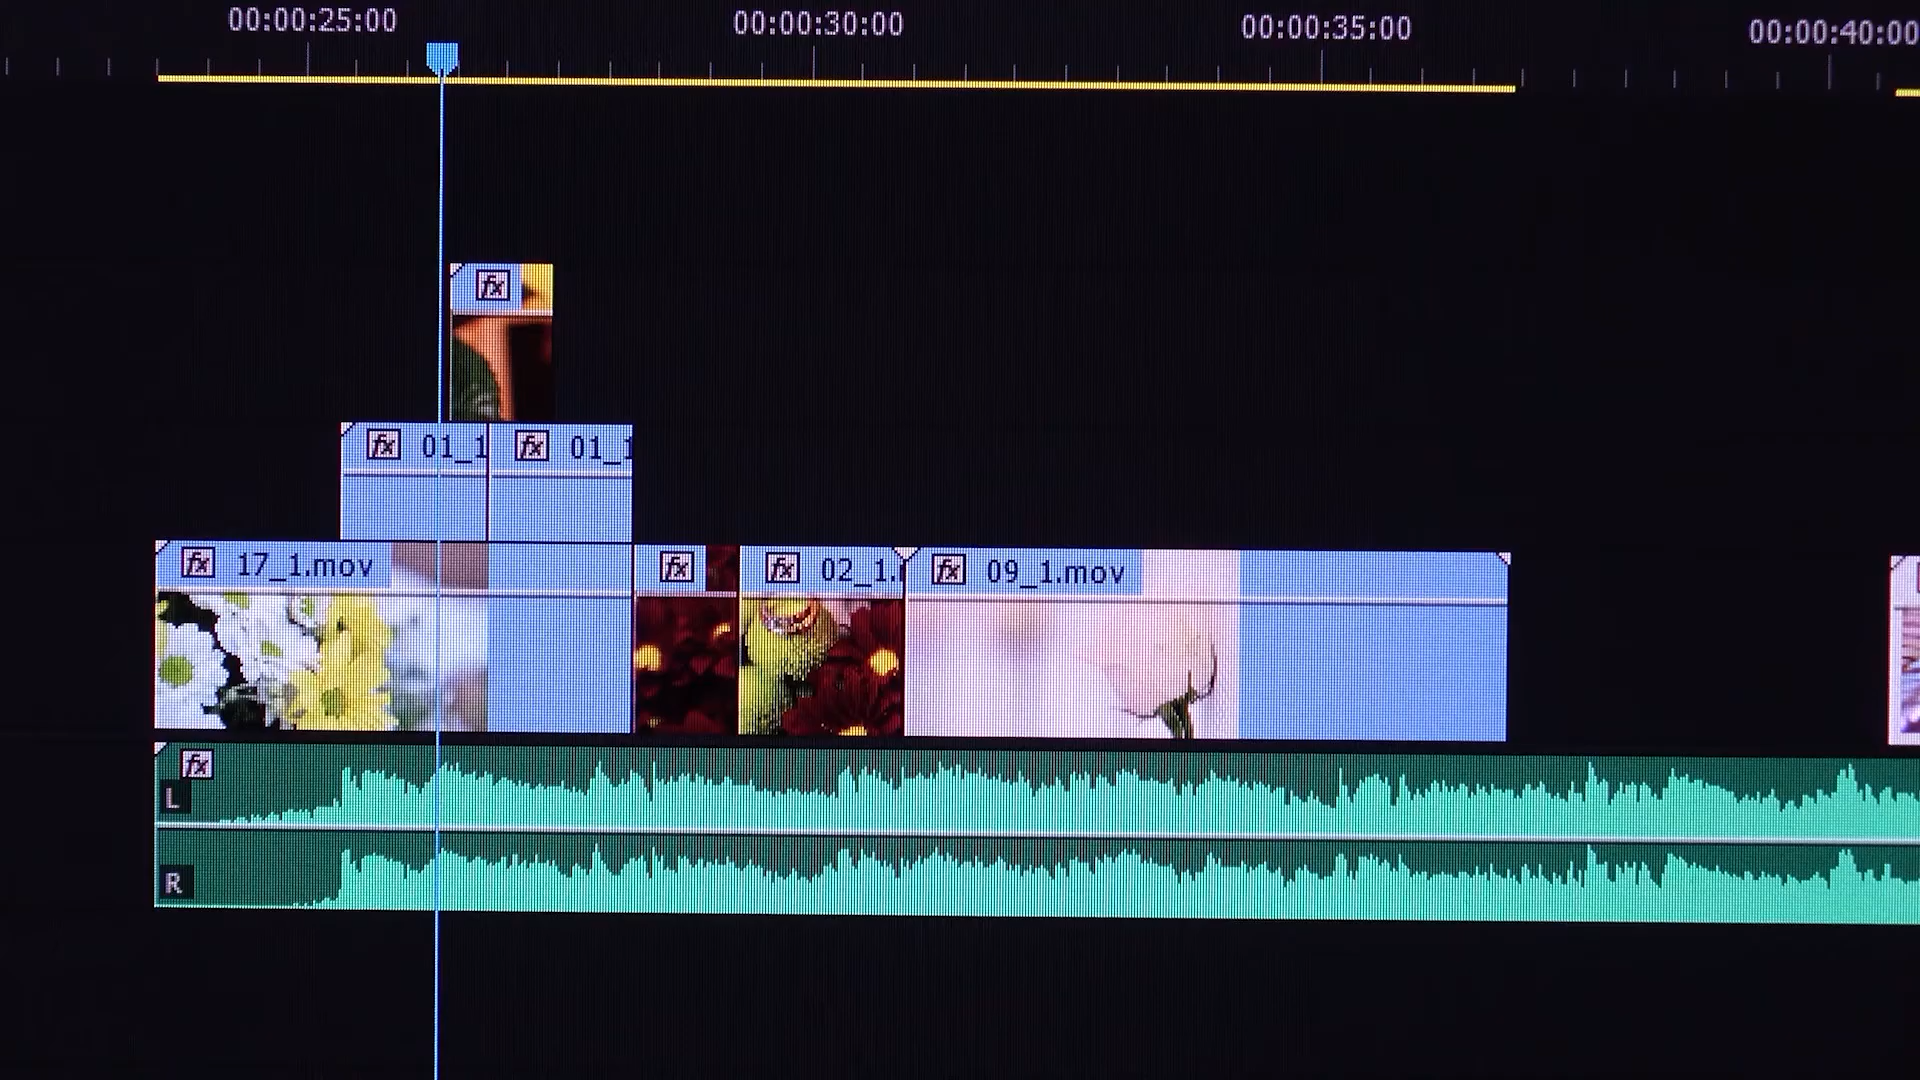 00:00:25:00 00:00:30:00 00:00:35:00 00:00:40:00
fx
fx 01_1 fx 01_1
fx 17_1.mov fx fx 02_1. fx 09_1.mov
fx
L
R